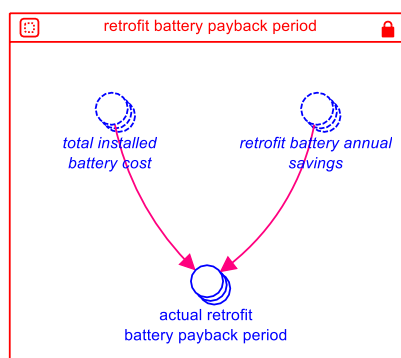 retrofit battery payback period
total installed
battery cost
retrofit battery annual
savings
actual retrofit
battery payback period